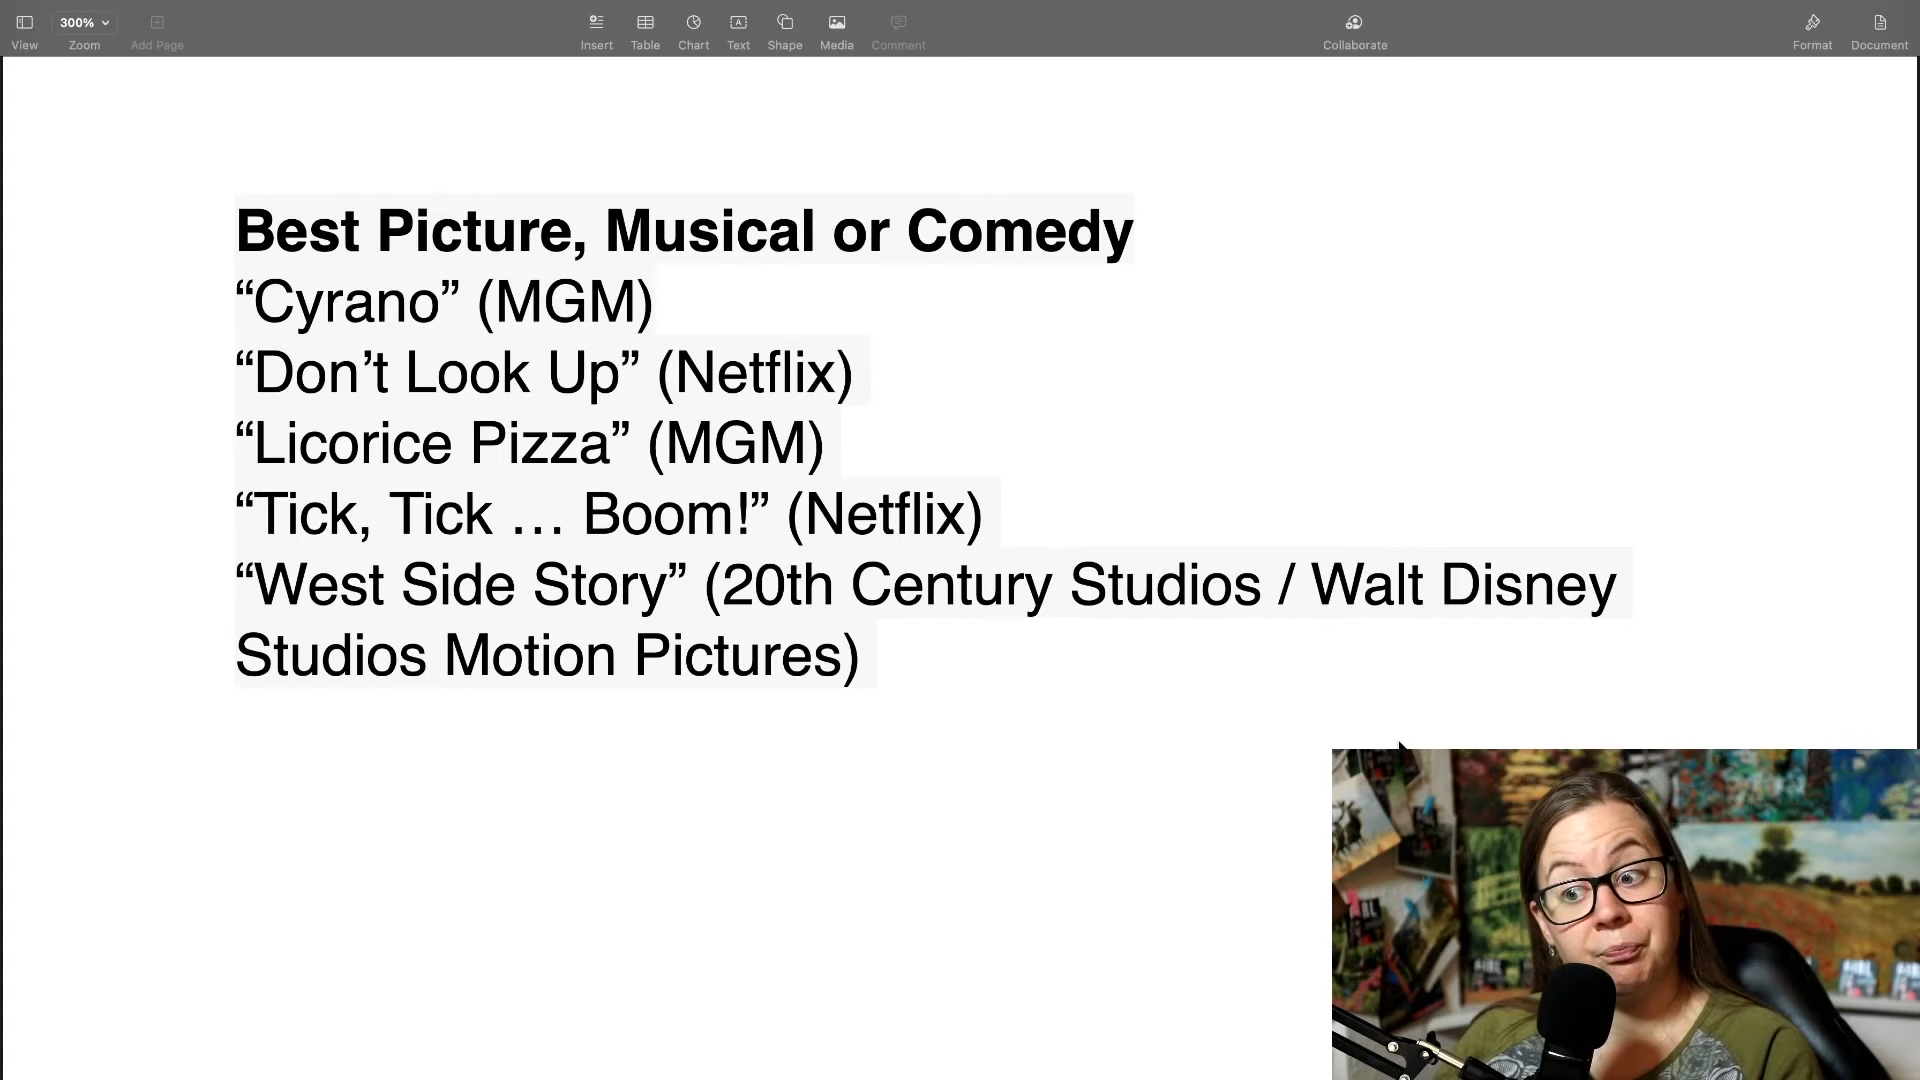 300%
View
Zoom
Add Page
Insert
Table
Chart
Text
Shape
Media
Comment
Collaborate
Format
Document
Best Picture, Musical or Comedy
“Cyrano” (MGM)
“Don’t Look Up” (Netflix)
“Licorice Pizza” (MGM)
“Tick, Tick … Boom!” (Netflix)
“West Side Story” (20th Century Studios / Walt Disney
Studios Motion Pictures)